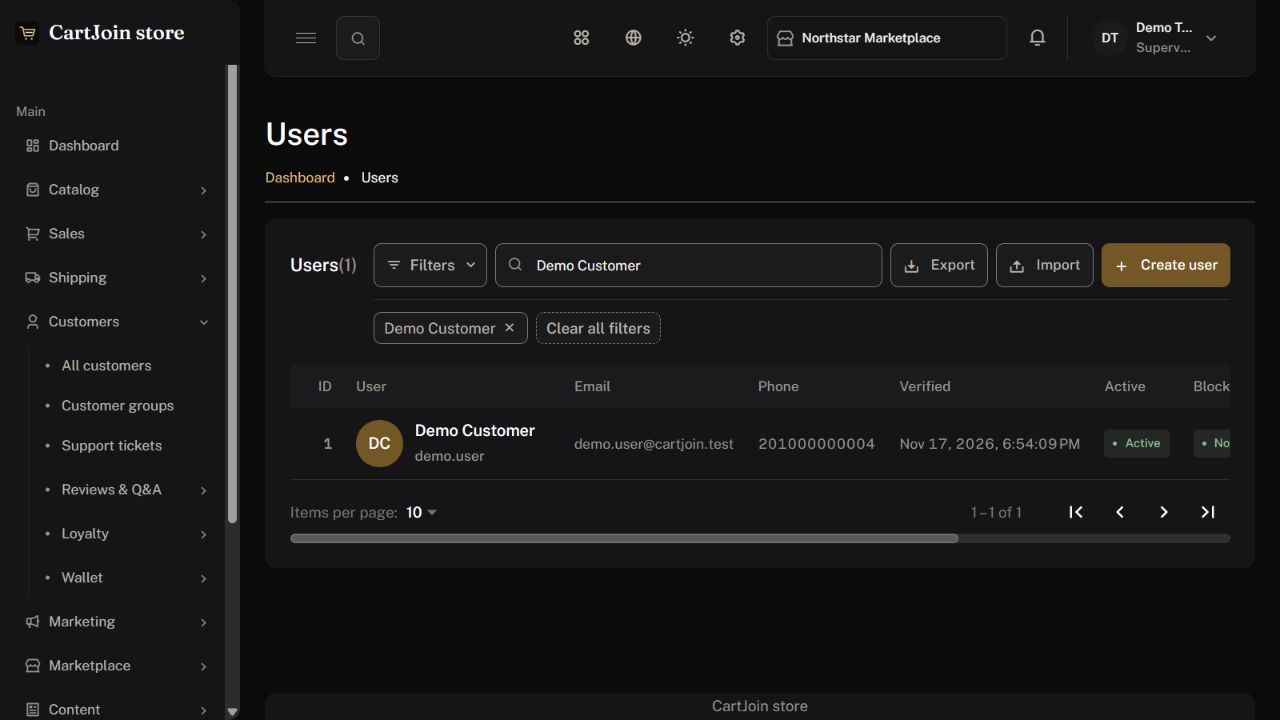 CartJoin store
Main
Dashboard
Catalog
Sales
Shipping
Customers
All customers
Customer groups
Support tickets
Reviews & Q&A
Loyalty
Wallet
Marketing
Marketplace
Content
Northstar Marketplace
DT
Demo T...
Superv...
Users
Dashboard • Users
Users(1)
Filters
Demo Customer
Export
Import
+ Create user
Demo Customer ×
Clear all filters
ID User Email Phone Verified Active Block
1 DC Demo Customer demo.user@cartjoin.test 201000000004 Nov 17, 2026, 6:54:09 PM • Active • No
demo.user
Items per page: 10
1–1 of 1
CartJoin store